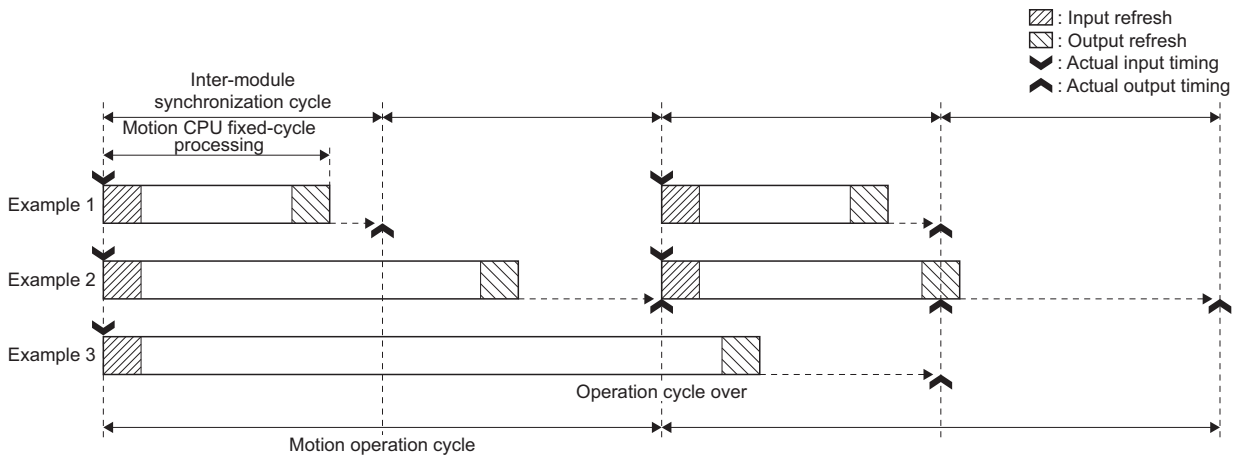 : Input refresh
: Output refresh
: Actual input timing
: Actual output timing
Inter-module
synchronization cycle
Motion CPU fixed-cycle
processing
Example 1
Example 2
Example 3
Operation cycle over
Motion operation cycle